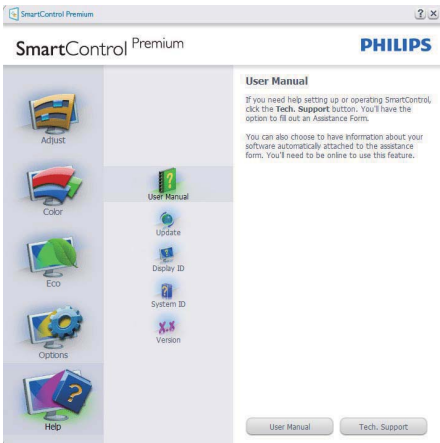 SmartControl Premium
SmartControl Premium
PHILIPS
Adjust
Color
Eco
Options
Help
User Manual
Update
Display ID
System ID
X.X
Version
User Manual
If you need help setting up or operating SmartControl,
click the Tech. Support button. You'll have the
option to fill out an Assistance Form.
You can also choose to have information about your
software automatically attached to the assistance
form. You'll need to be online to use this feature.
User Manual
Tech. Support